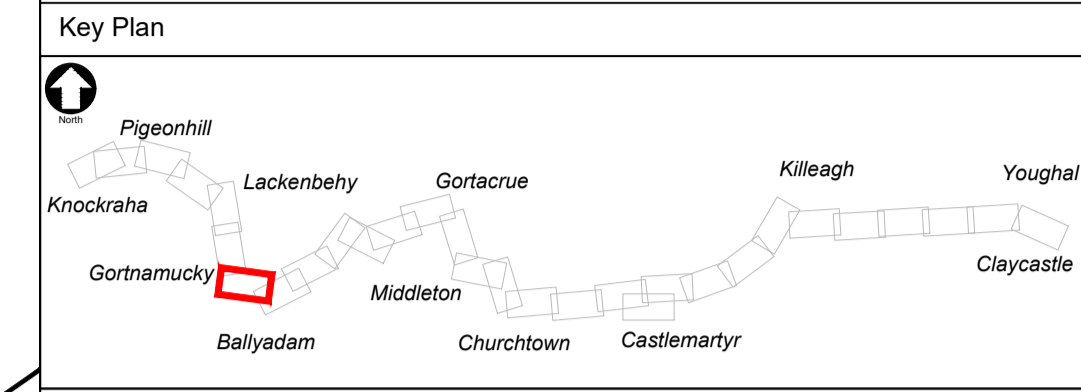 Key Plan
North
Pigeonhill
Knockraha
Lackenbehy
Gortacrue
Killeagh
Youghal
Gortnamucky
Middleton
Claycastle
Ballyadam
Churchtown
Castlemartyr